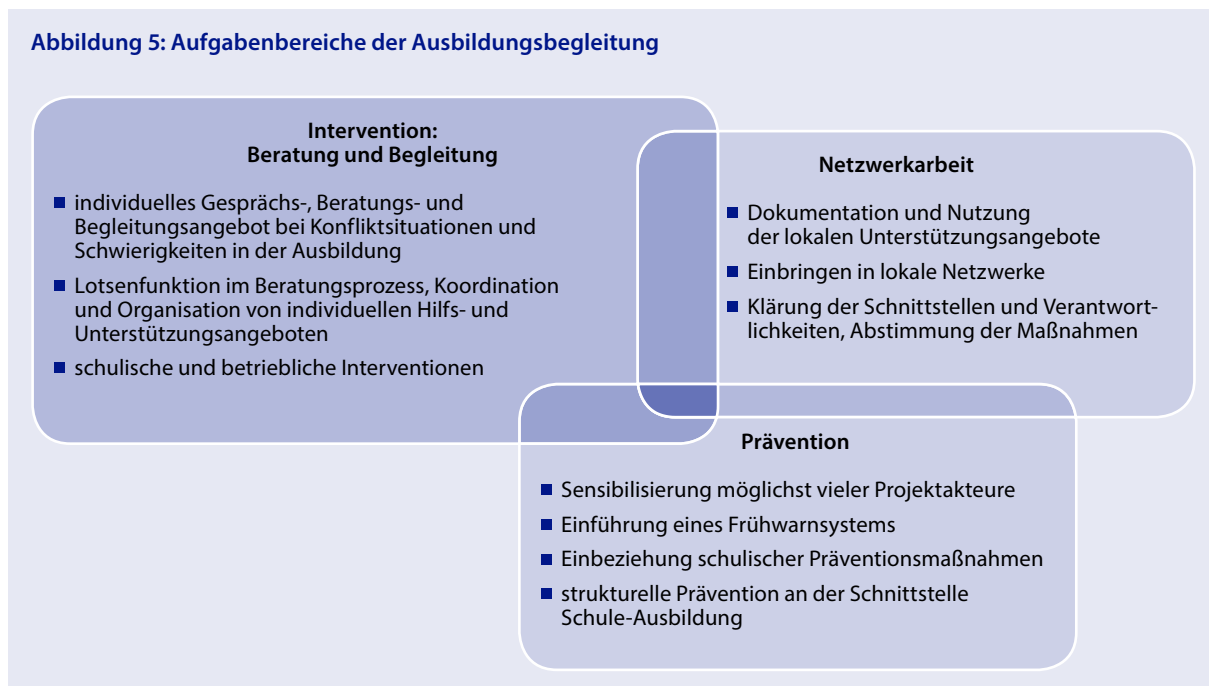 Abbildung 5: Aufgabenbereiche der Ausbildungsbegleitung
Intervention:
Beratung und Begleitung
individuelles Gesprächs-, Beratungs- und
Begleitungsangebot bei Konfliktsituationen und
Schwierigkeiten in der Ausbildung
Lotsenfunktion im Beratungsprozess, Koordination
und Organisation von individuellen Hilfs- und
Unterstützungsangeboten
schulische und betriebliche Interventionen
Netzwerkarbeit
Dokumentation und Nutzung
der lokalen Unterstützungsangebote
Einbringen in lokale Netzwerke
Klärung der Schnittstellen und Verantwort-
lichkeiten, Abstimmung der Maßnahmen
Prävention
Sensibilisierung möglichst vieler Projektakteure
Einführung eines Frühwarnsystems
Einbeziehung schulischer Präventionsmaßnahmen
strukturelle Prävention an der Schnittstelle
Schule-Ausbildung